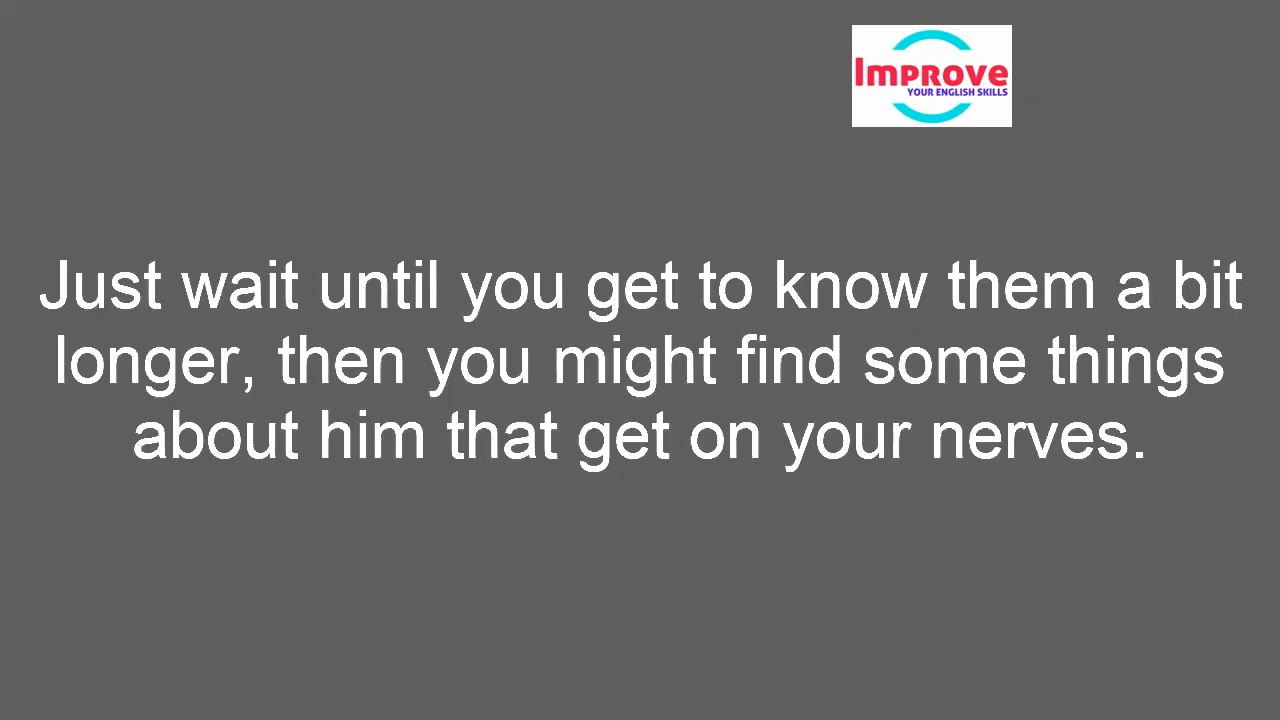 Improve
YOUR ENGLISH SKILLS
Just wait until you get to know them a bit
longer, then you might find some things
about him that get on your nerves.